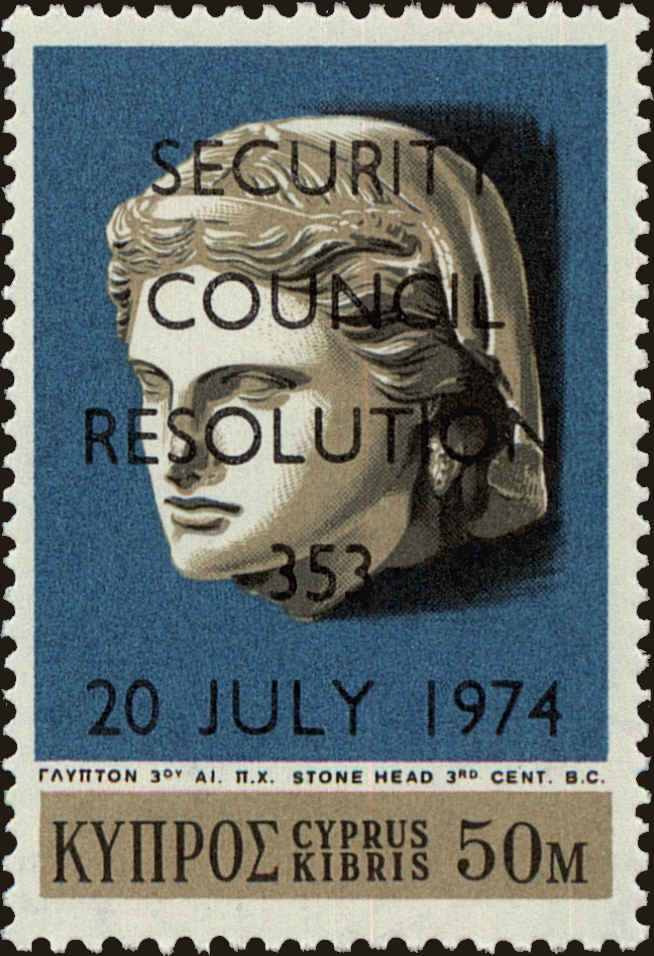 SECURITY
COUNCIL
RESOLUTION
353
20 JULY 1974
ΓΛΥΠΤΟΝ 3ΟΥ ΑΙ. Π.Χ. STONE HEAD 3RD CENT. B.C.
ΚΥΠΡΟΣ CYPRUS KIBRIS 50M